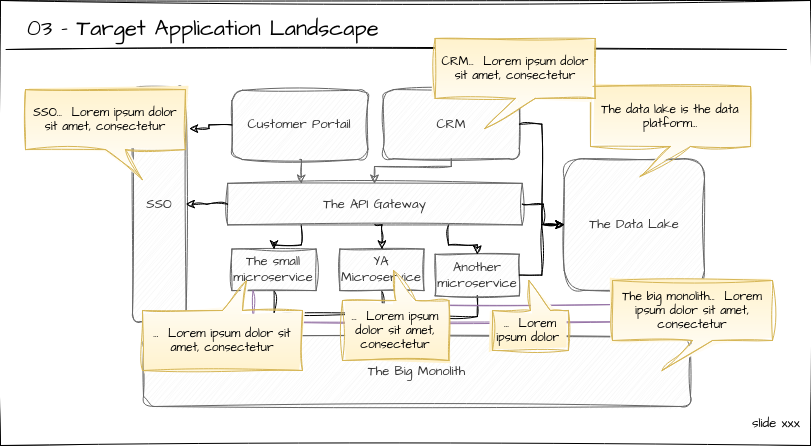 03 - Target Application Landscape
CRM... Lorem ipsum dolor
sit amet, consectetur
SSO... Lorem ipsum dolor
sit amet, consectetur
The data lake is the data
platform...
Customer Portail
CRM
SSO
The API Gateway
The Data Lake
The small
microservice
YA
Microservice
Another
microservice
... Lorem ipsum dolor sit
amet, consectetur
... Lorem ipsum
dolor sit amet,
consectetur
... Lorem
ipsum dolor
The big monolith... Lorem
ipsum dolor sit amet,
consectetur
The Big Monolith
slide xxx